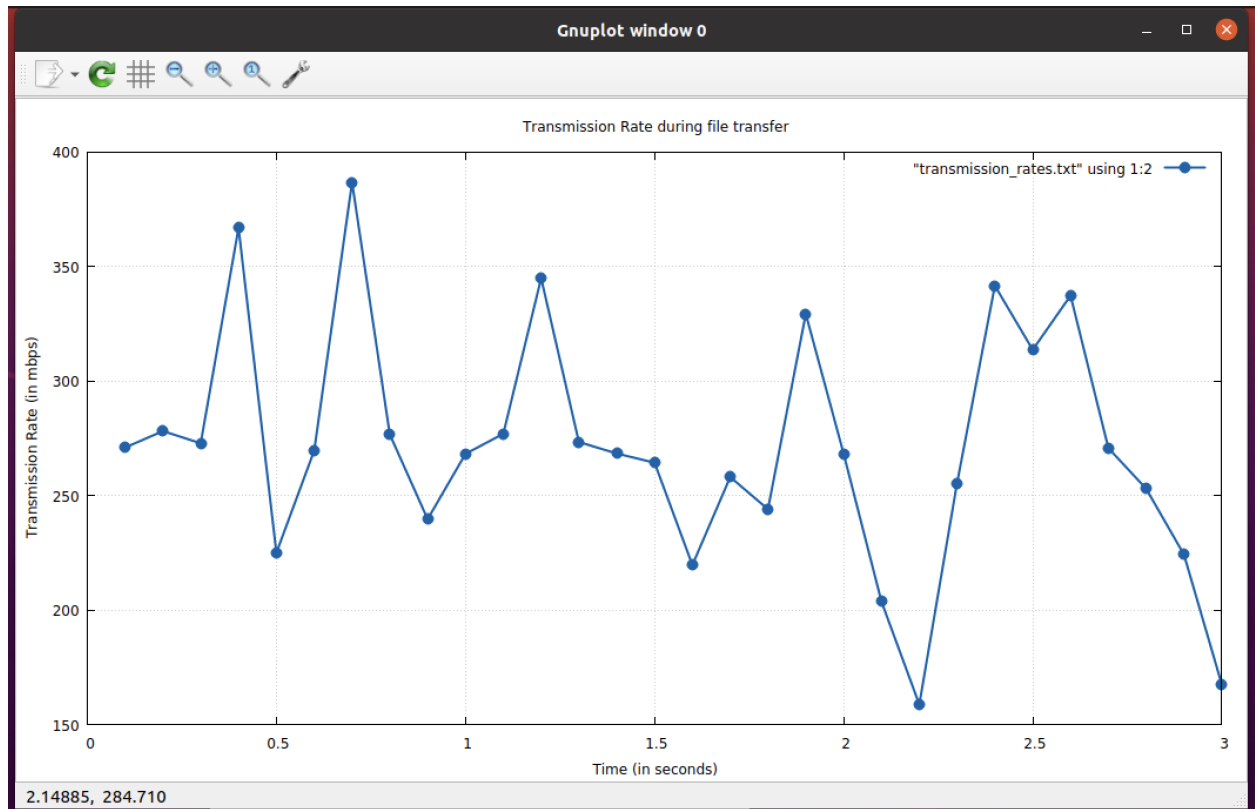 Gnuplot window 0
1
Transmission Rate during file transfer
"transmission_rates.txt" using 1:2
Transmission Rate (in mbps)
400
350
300
250
200
150
0 0.5 1 1.5 2 2.5 3
Time (in seconds)
2.14885, 284.710